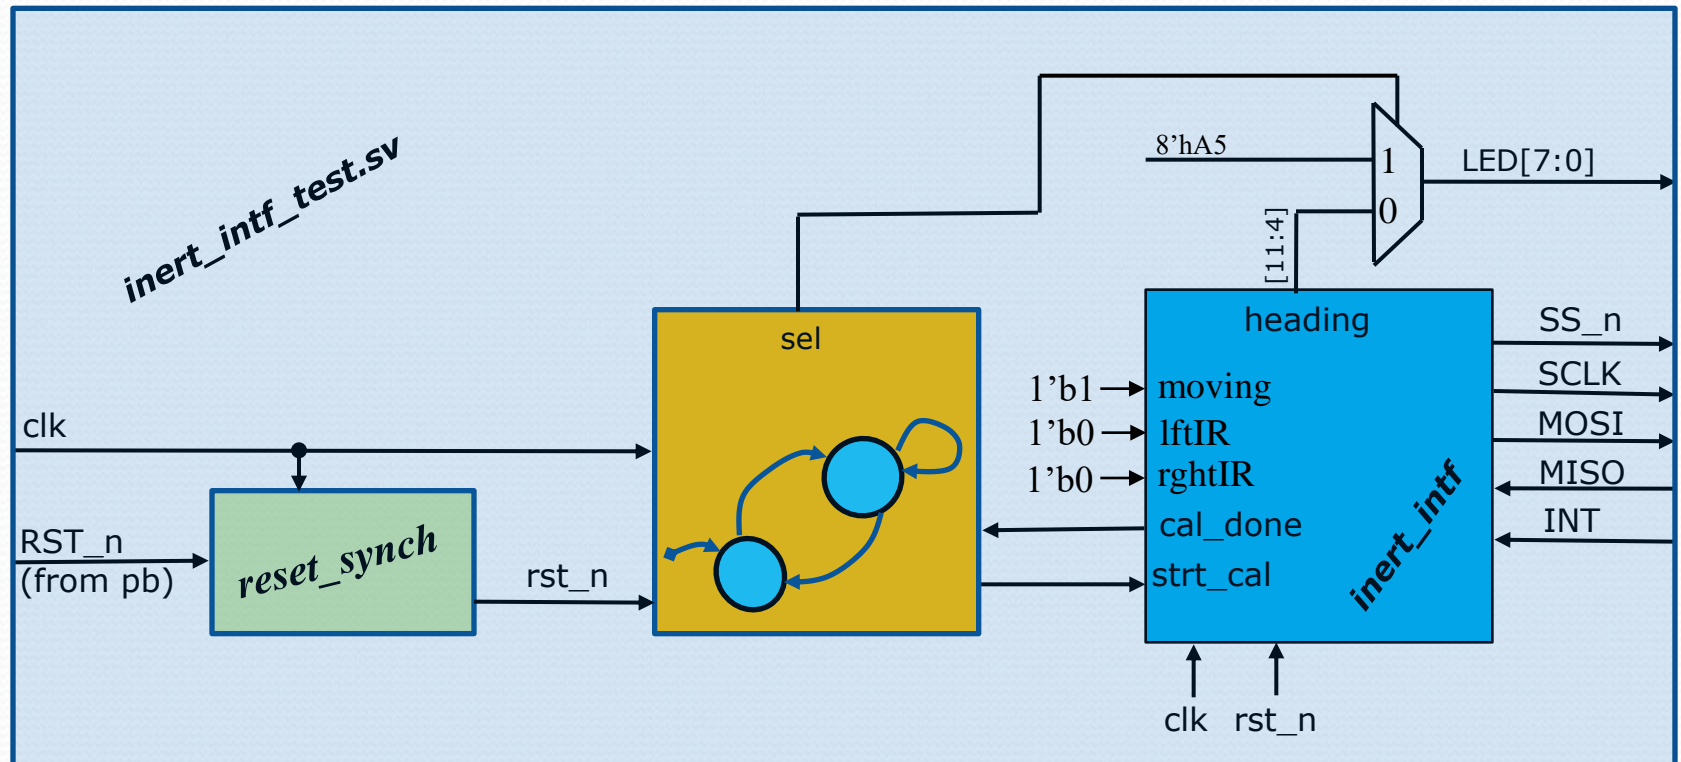 inert_intf_test.sv
8’hA5
1
0
LED[7:0]
[11:4]
sel
heading
SS_n
SCLK
MOSI
MISO
INT
1’b1
moving
1’b0
lftIR
1’b0
rghtIR
cal_done
strt_cal
inert_intf
clk
RST_n
(from pb)
reset_synch
rst_n
clk
rst_n